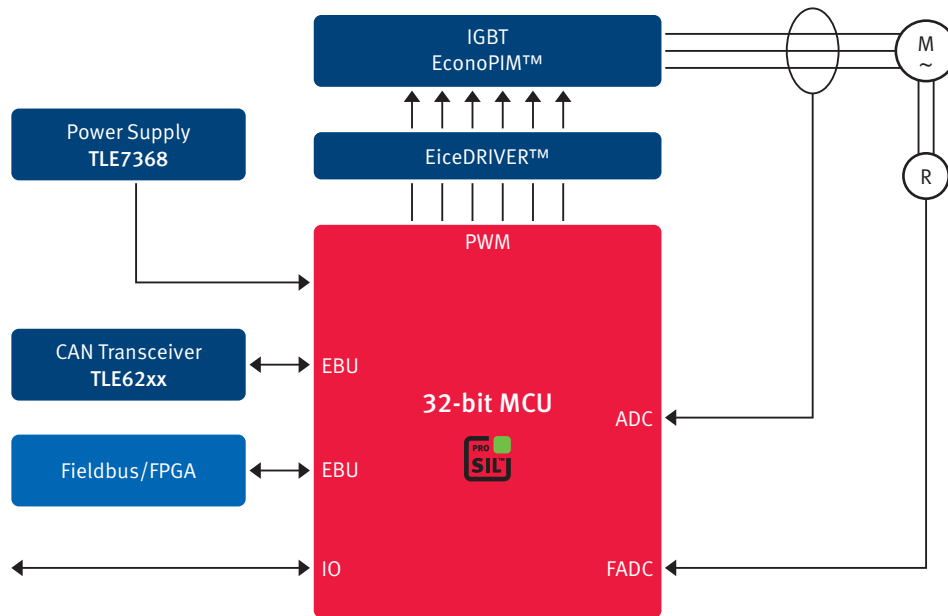 IGBT
EconoPIM™
M
~
Power Supply
TLE7368
EiceDRIVER™
R
PWM
CAN Transceiver
TLE62xx
EBU
32-bit MCU
ADC
PRO
SIL™
Fieldbus/FPGA
EBU
IO
FADC